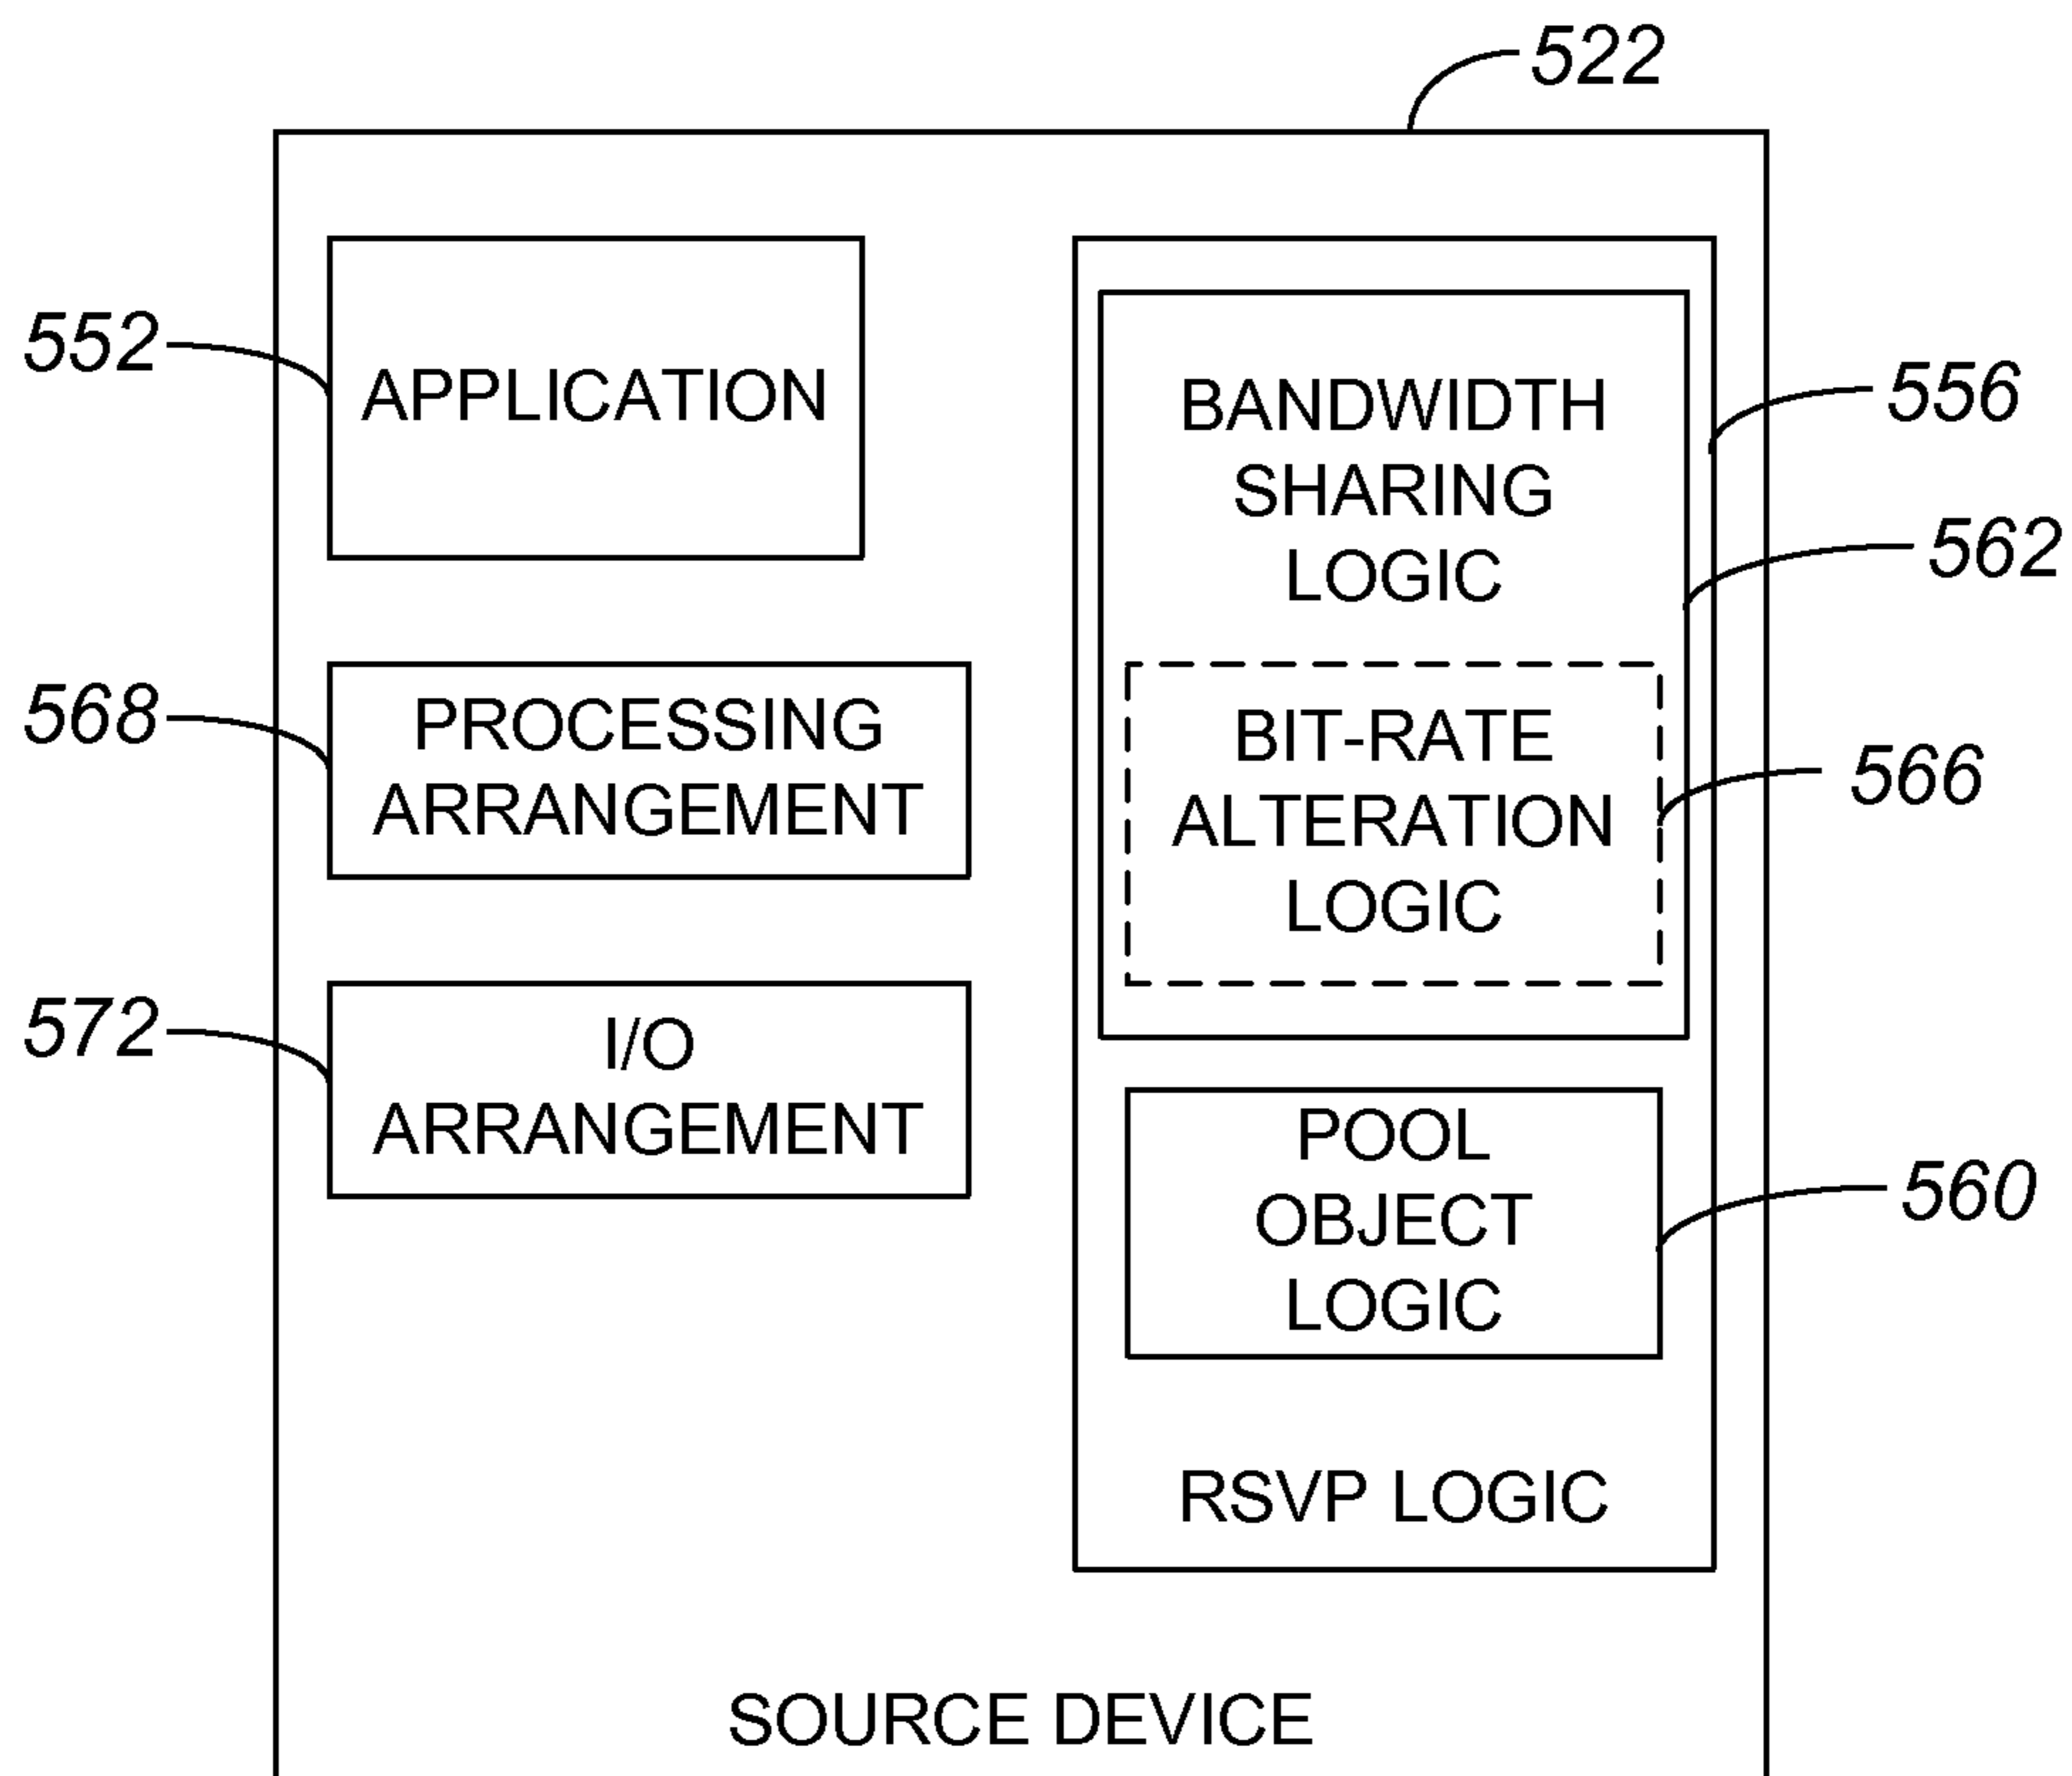 522
552
APPLICATION
BANDWIDTH
SHARING
LOGIC
556
562
568
PROCESSING
ARRANGEMENT
BIT-RATE
ALTERATION
LOGIC
566
572
I/O
ARRANGEMENT
POOL
OBJECT
LOGIC
560
RSVP LOGIC
SOURCE DEVICE